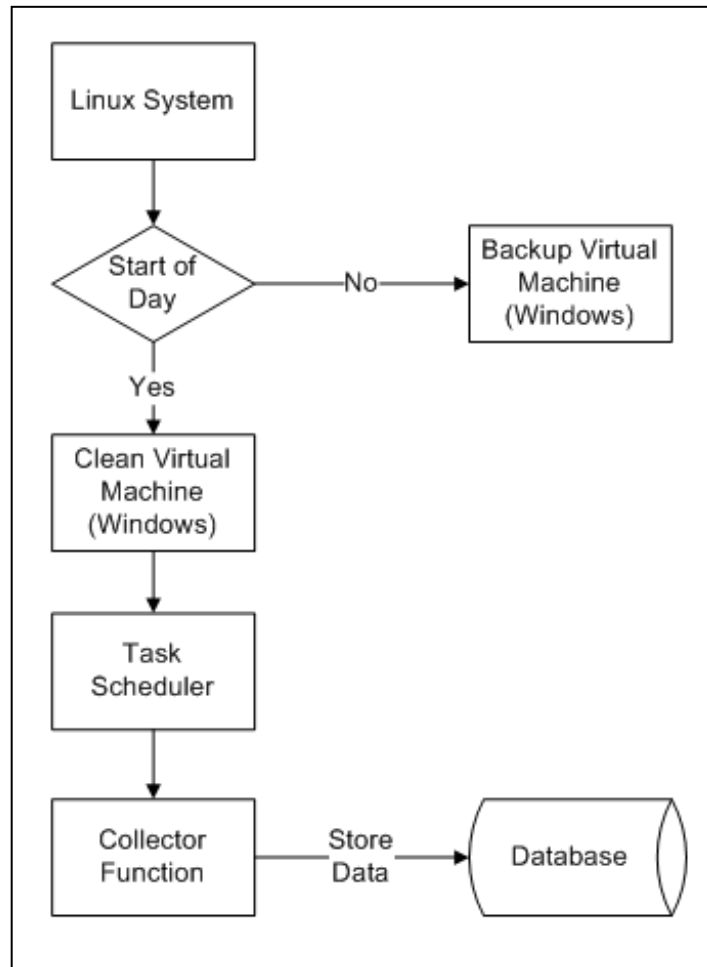 Linux System
Start of
Day
No
Backup Virtual
Machine
(Windows)
Yes
Clean Virtual
Machine
(Windows)
Task
Scheduler
Collector
Function
Store
Data
Database